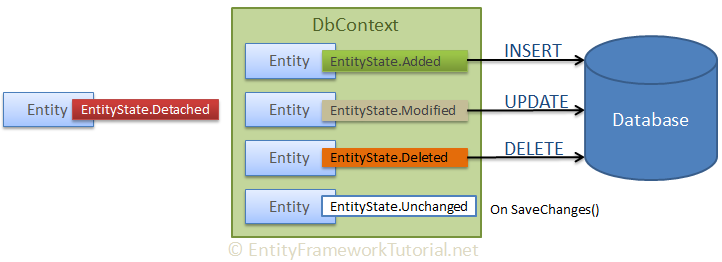 DbContext
Entity EntityState.Added INSERT
Entity EntityState.Detached
Entity EntityState.Modified UPDATE
Database
Entity EntityState.Deleted DELETE
Entity EntityState.Unchanged On SaveChanges()
© EntityFrameworkTutorial.net